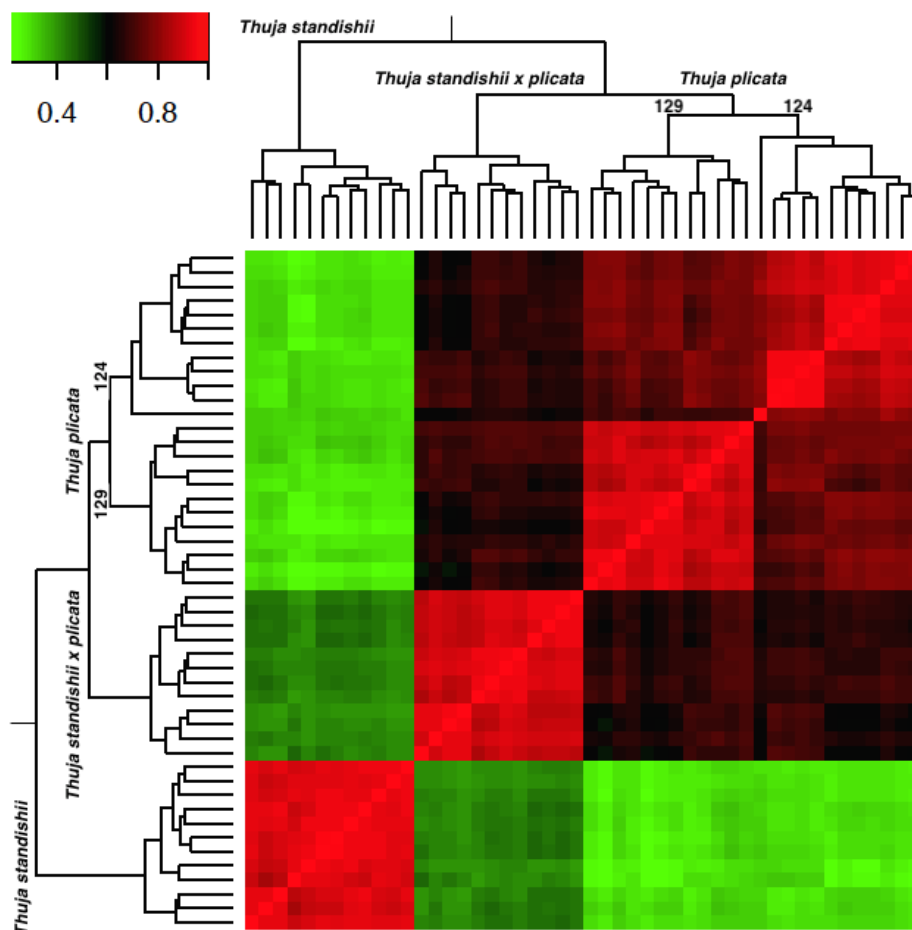 Thuja standishii
Thuja standishii x plicata
Thuja plicata
129
124
0.4
0.8
124
Thuja plicata
129
Thuja standishii x plicata
Thuja standishii